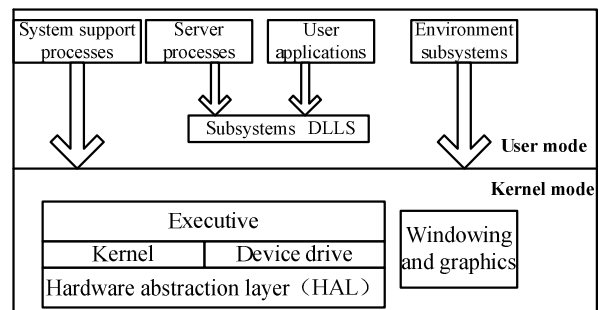 System support
processes
Server
processes
User
applications
Environment
subsystems
Subsystems DLLS
User mode
Kernel mode
Executive
Kernel
Device drive
Hardware abstraction layer（HAL）
Windowing
and graphics